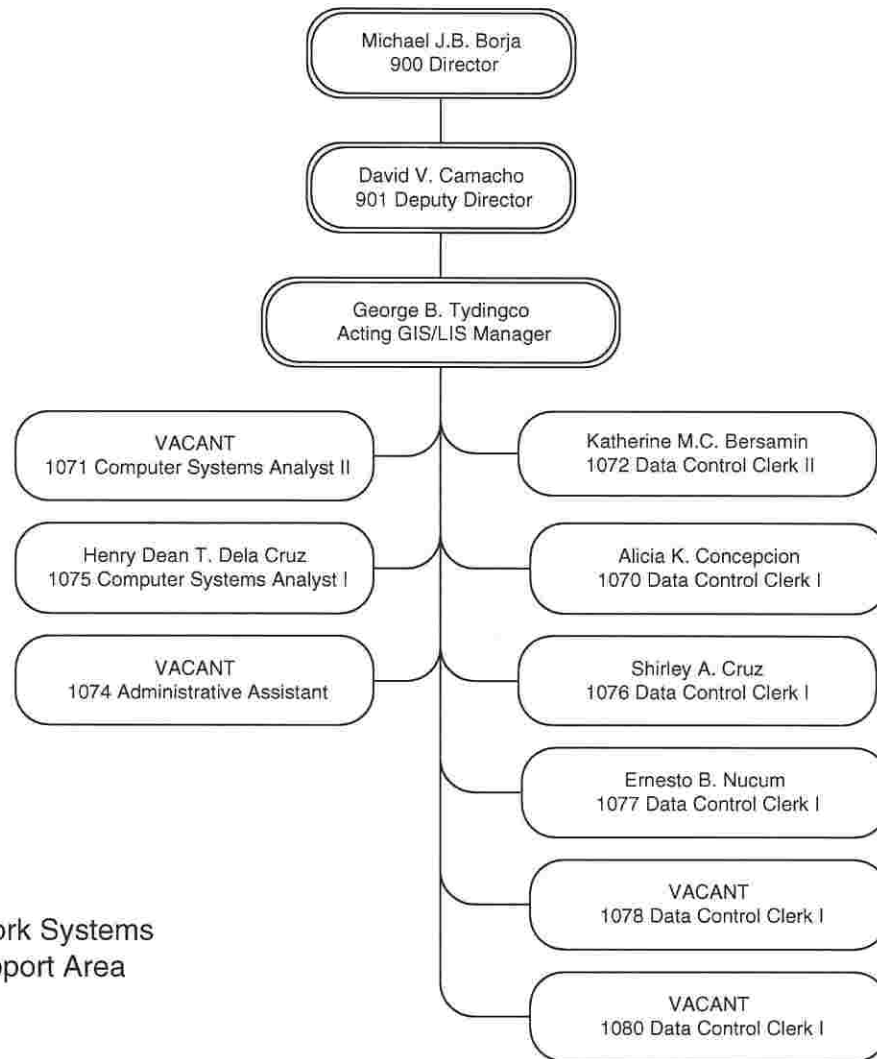 Michael J.B. Borja
900 Director
David V. Camacho
901 Deputy Director
George B. Tydingco
Acting GIS/LIS Manager
VACANT
1071 Computer Systems Analyst II
Katherine M.C. Bersamin
1072 Data Control Clerk II
Henry Dean T. Dela Cruz
1075 Computer Systems Analyst I
Alicia K. Concepcion
1070 Data Control Clerk I
VACANT
1074 Administrative Assistant
Shirley A. Cruz
1076 Data Control Clerk I
Ernesto B. Nucum
1077 Data Control Clerk I
VACANT
1078 Data Control Clerk I
Systems
Area
VACANT
1080 Data Control Clerk I